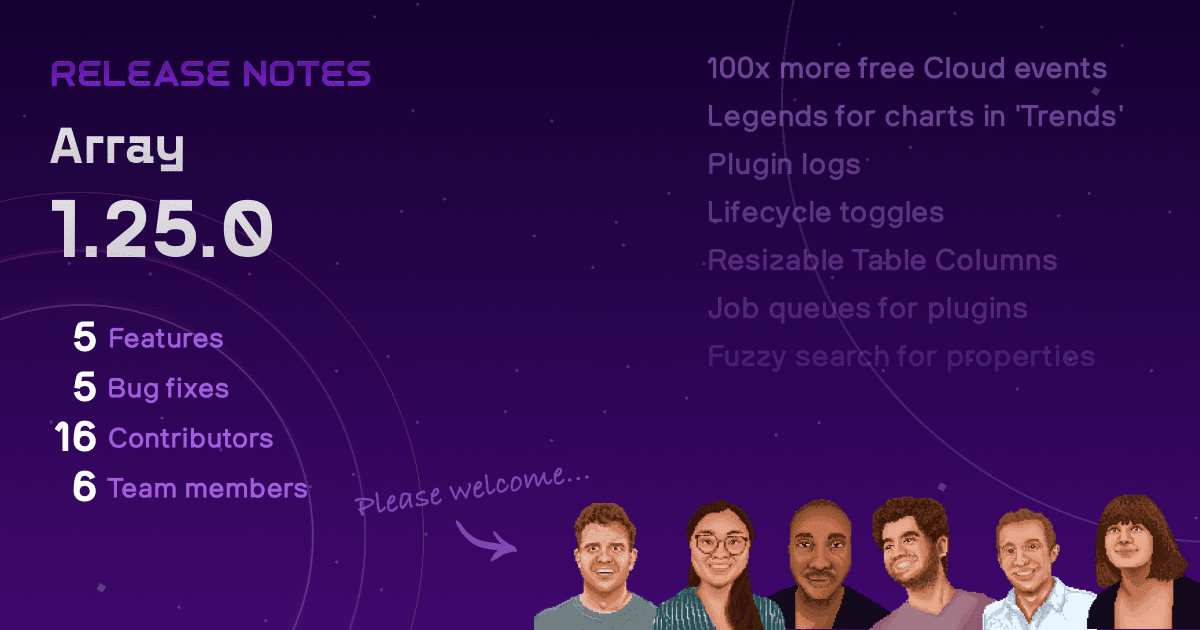 RELEASE NOTES
Array
1.25.0
5 Features
5 Bug fixes
16 Contributors
6 Team members
Please welcome...
100x more free Cloud events
Legends for charts in 'Trends'
Plugin logs
Lifecycle toggles
Resizable Table Columns
Job queues for plugins
Fuzzy search for properties